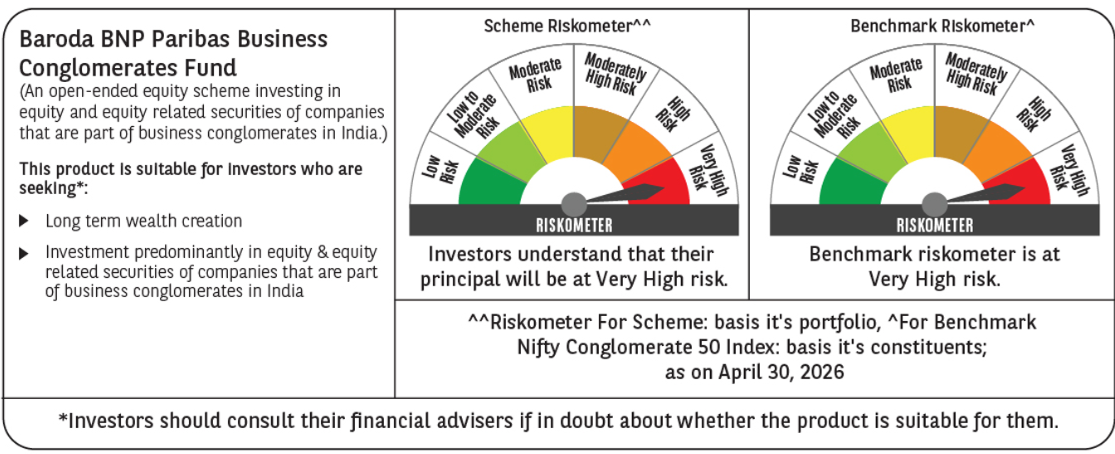 Baroda BNP Paribas Business
Conglomerates Fund
(An open-ended equity scheme investing in
equity and equity related securities of companies
that are part of business conglomerates in India.)
This product is suitable for investors who are
seeking*:
Long term wealth creation
Investment predominantly in equity & equity
related securities of companies that are part
of business conglomerates in India
Scheme Riskometer^^
Low
Risk
Low to
Moderate
Risk
Moderate
Risk
Moderately
High Risk
High
Risk
Very High
Risk
RISKOMETER
Investors understand that their
principal will be at Very High risk.
Benchmark Riskometer^
Low
Risk
Low to
Moderate
Risk
Moderate
Risk
Moderately
High Risk
High
Risk
Very High
Risk
RISKOMETER
Benchmark riskometer is at
Very High risk.
^^Riskometer For Scheme: basis it's portfolio, ^For Benchmark
Nifty Conglomerate 50 Index: basis it's constituents;
as on April 30, 2026
*Investors should consult their financial advisers if in doubt about whether the product is suitable for them.